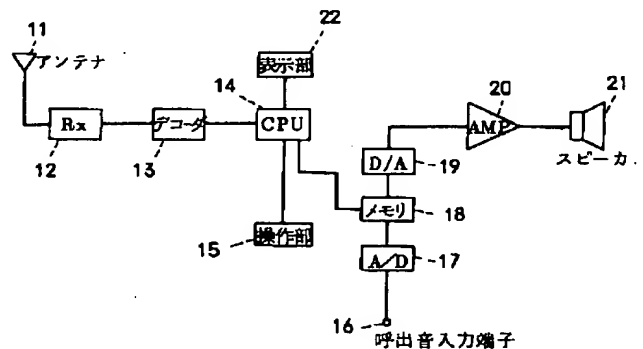 11
アンテナ
22
表示部
14
20
21
Rx
デコーダ
CPU
AMP
スピーカ
12
13
D/A
19
メモリ
18
15
操作部
A/D
17
16
呼出音入力端子